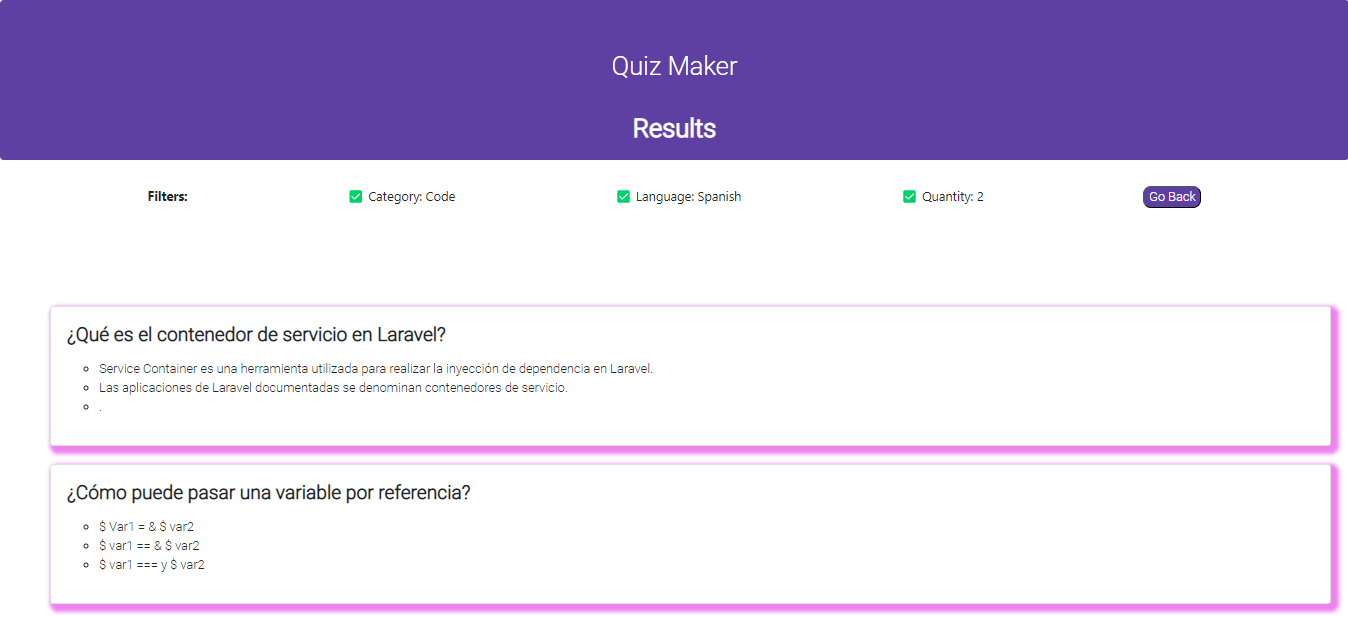 Quiz Maker
Results
Filters: Category: Code Language: Spanish Quantity: 2 Go Back
¿Qué es el contenedor de servicio en Laravel?
Service Container es una herramienta utilizada para realizar la inyección de dependencia en Laravel.
Las aplicaciones de Laravel documentadas se denominan contenedores de servicio.
.
¿Cómo puede pasar una variable por referencia?
$ Var1 = & $ var2
$ var1 == & $ var2
$ var1 === y $ var2